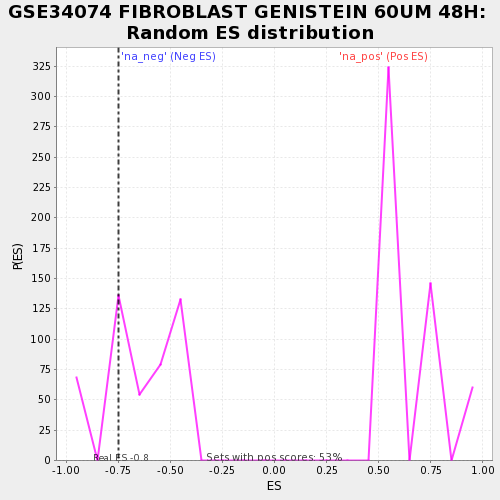 GSE34074 FIBROBLAST GENISTEIN 60UM 48H:
Random ES distribution
'na_neg' (Neg ES)
'na_pos' (Pos ES)
325
300
275
250
225
200
175
150
125
100
75
50
25
0
P(ES)
Real ES -0.8
Sets with pos scores: 53%
-1.00
-0.75
-0.50
-0.25
0.00
0.25
0.50
0.75
1.00
ES